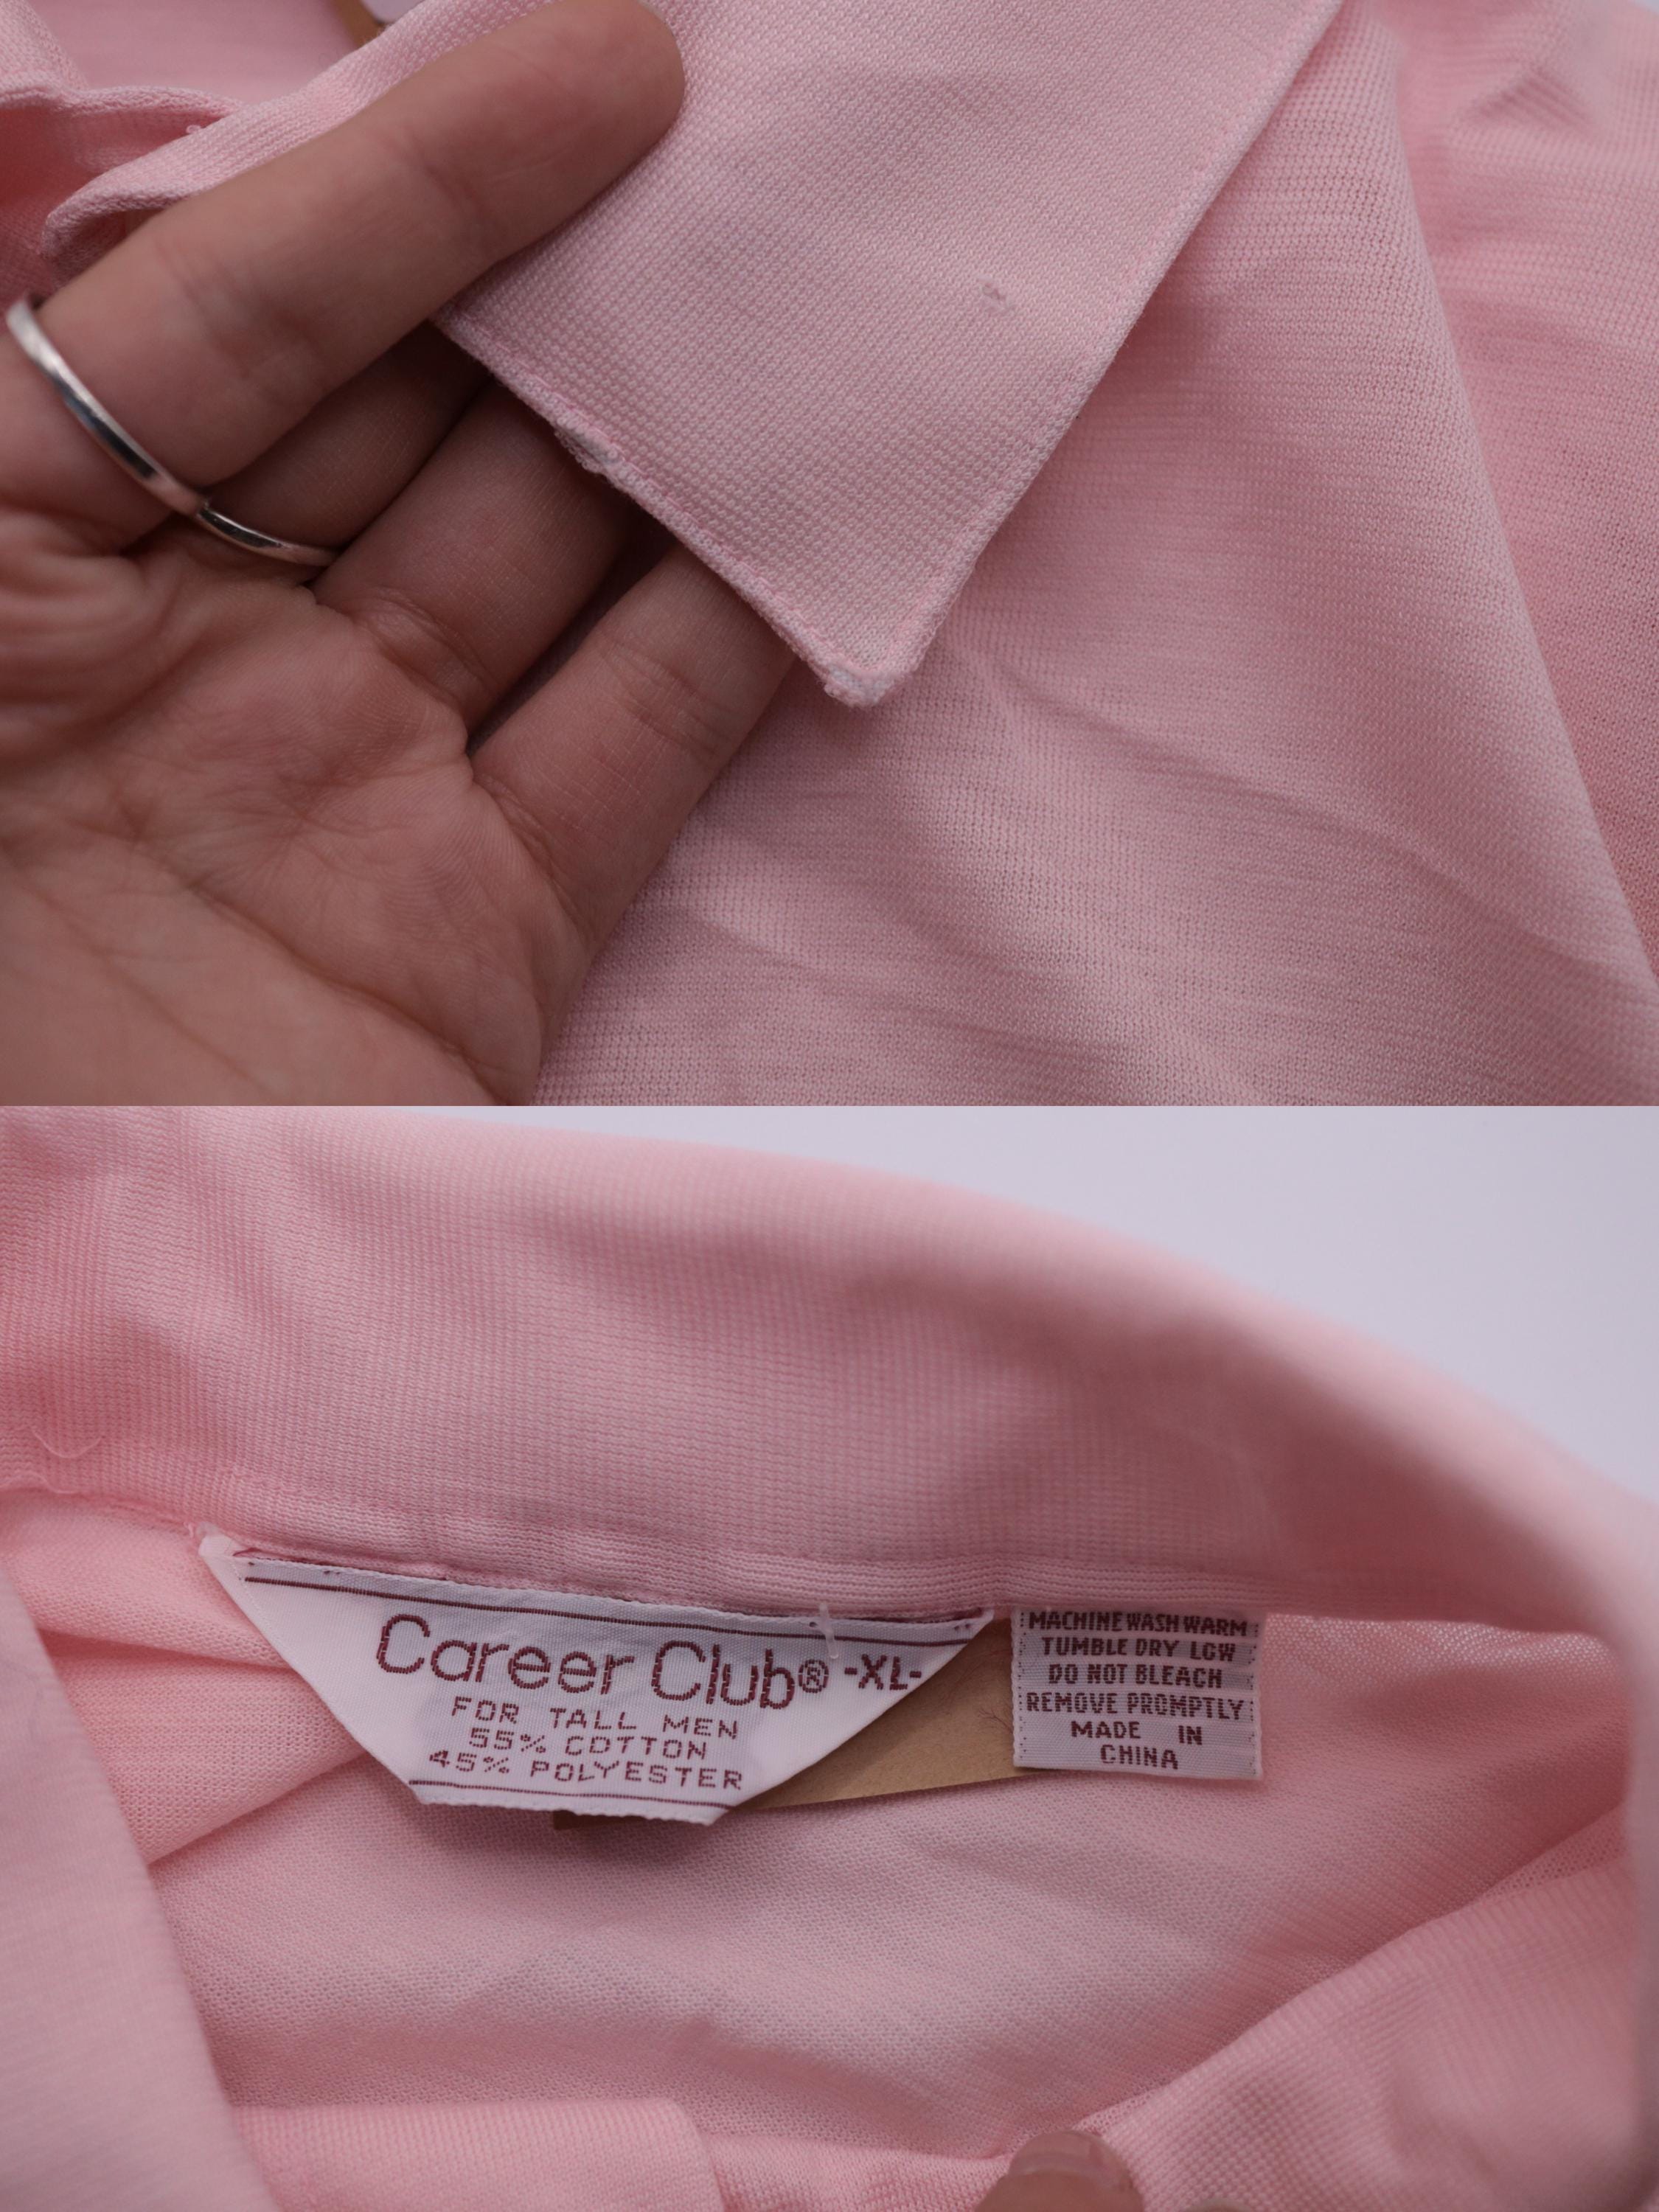 Career Club® -XL-
FOR TALL MEN
55% COTTON
45% POLYESTER
MACHINE WASH WARM
TUMBLE DRY LOW
DO NOT BLEACH
REMOVE PROMPTLY
MADE IN
CHINA